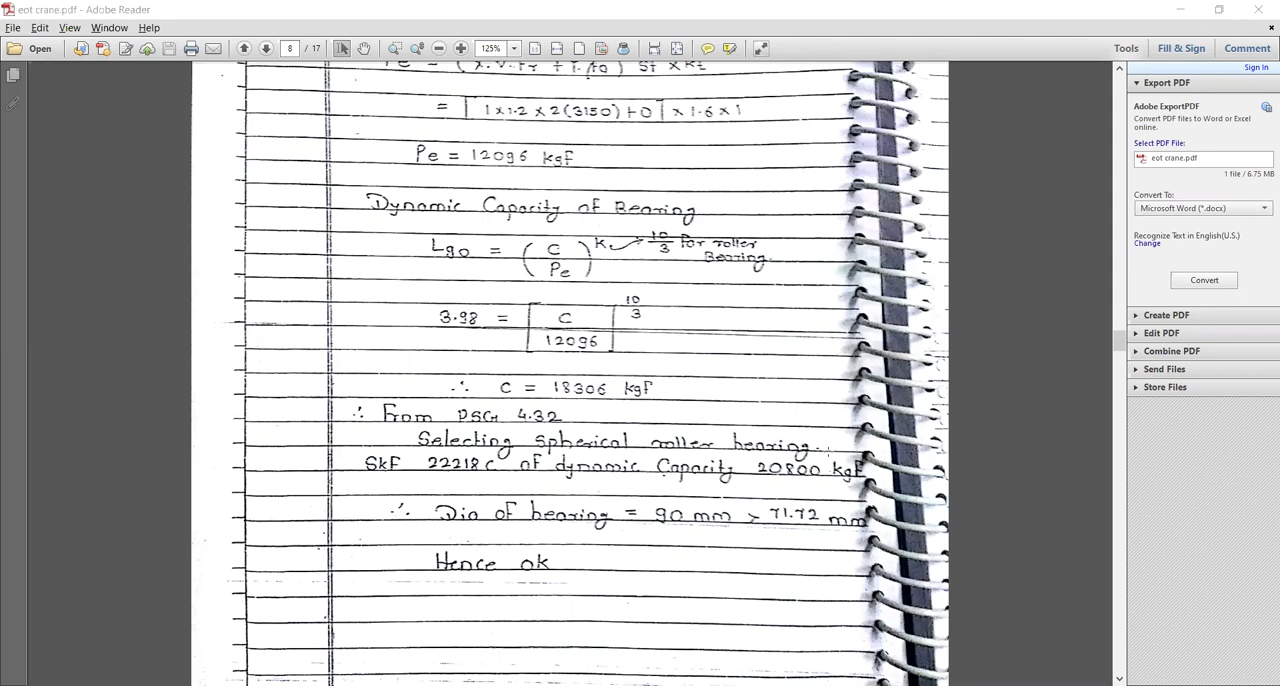 eot crane.pdf - Adobe Reader
File Edit View Window Help
Open 8 / 17 125% Tools Fill & Sign Comment
Sign In
= [1 x 1.2 x 2(3150) + 0] x 1.6 x 1
Pe = 12096 kgf
Dynamic Capacity of Bearing
L90 = (C / Pe)^K → 10/3 for roller Bearing.
3.98 = [C / 12096]^10/3
∴ C = 18306 kgf
∴ From PSG 4.32
Selecting spherical roller bearing.
SKF 22218C of dynamic Capacity 20800 kgf
∴ Dia of bearing = 90 mm > 71.72 mm
Hence ok
Export PDF
Adobe ExportPDF
Convert PDF files to Word or Excel
online.
Select PDF File:
eot crane.pdf
1 file / 6.75 MB
Convert To:
Microsoft Word (*.docx)
Recognize Text in English(U.S.)
Change
Convert
Create PDF
Edit PDF
Combine PDF
Send Files
Store Files